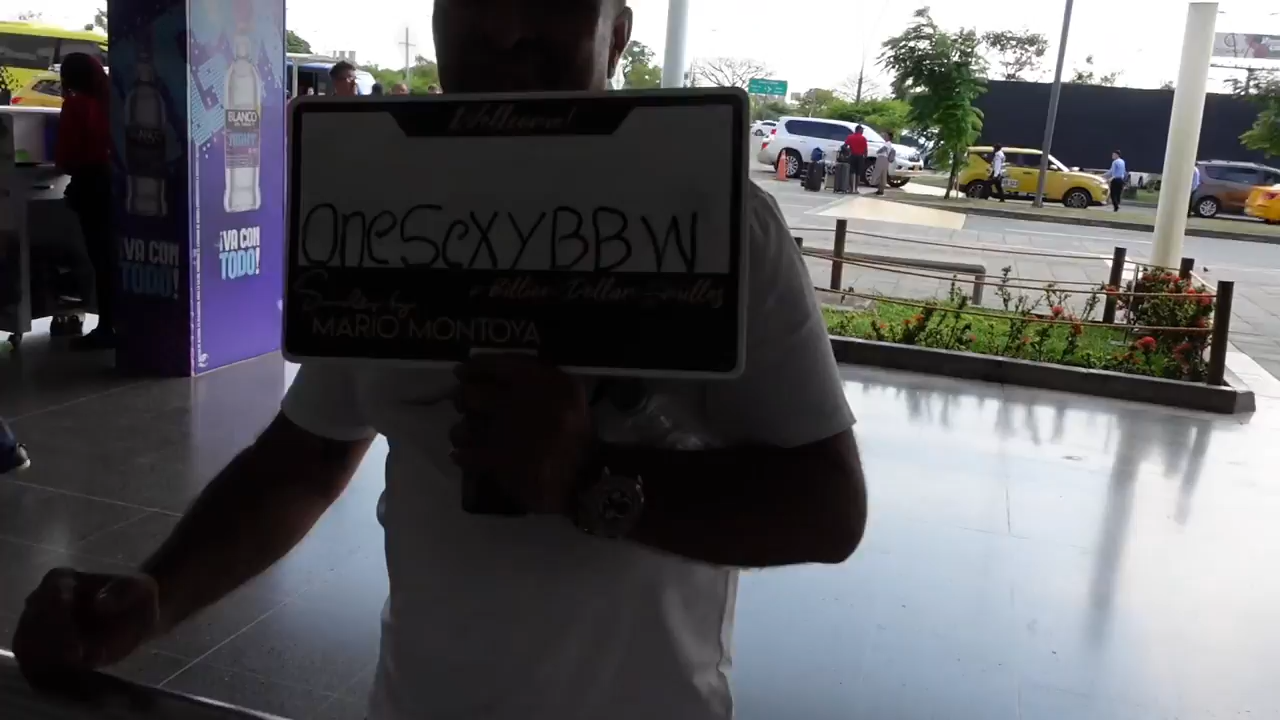 Welcome!
OneSexyBBW
Smiles by
a Billion Dollar Smiles
MARIO MONTOYA
BLANCO
¡VA CON
TODO!
¡VA CON
TODO!